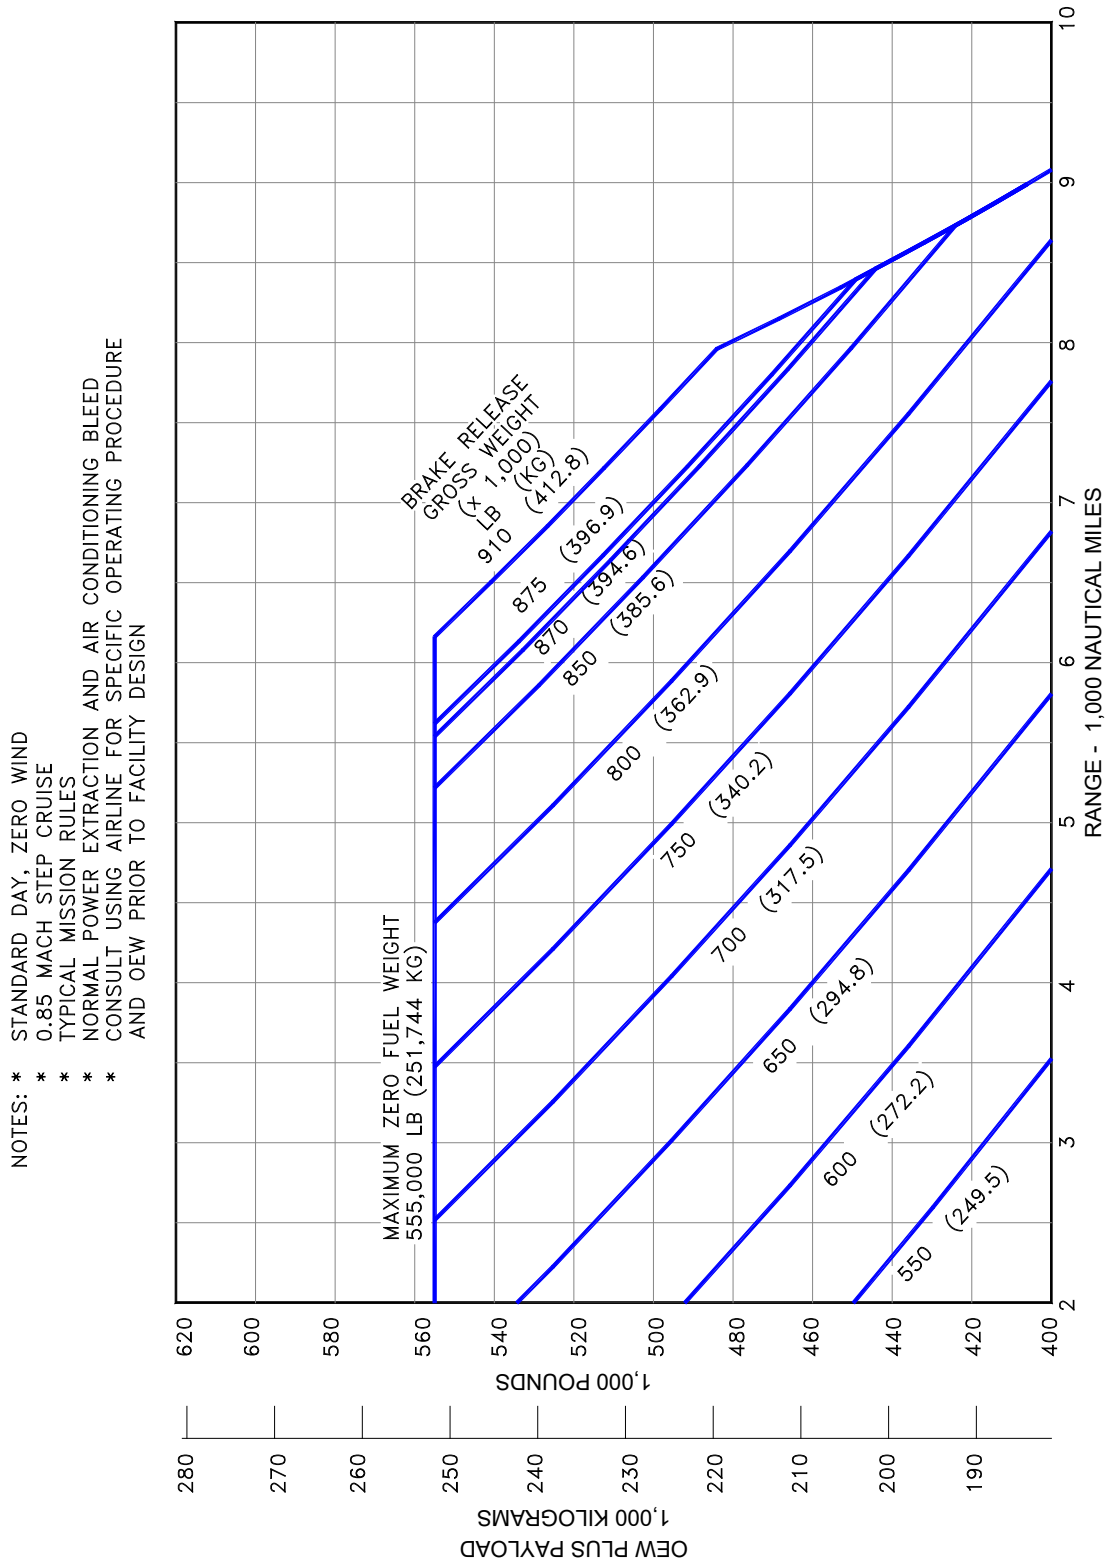 NOTES: * STANDARD DAY, ZERO WIND
* 0.85 MACH STEP CRUISE
* TYPICAL MISSION RULES
* NORMAL POWER EXTRACTION AND AIR CONDITIONING BLEED
* CONSULT USING AIRLINE FOR SPECIFIC OPERATING PROCEDURE
AND OEW PRIOR TO FACILITY DESIGN
OEW PLUS PAYLOAD
1,000 KILOGRAMS
280
270
260
250
240
230
220
210
200
190
1,000 POUNDS
620
600
580
560
540
520
500
480
460
440
420
400
MAXIMUM ZERO FUEL WEIGHT
555,000 LB (251,744 KG)
BRAKE RELEASE
GROSS WEIGHT
(x 1,000)
LB (KG)
910 (412.8)
875 (396.9)
870 (394.6)
850 (385.6)
800 (362.9)
750 (340.2)
700 (317.5)
650 (294.8)
600 (272.2)
550 (249.5)
2 3 4 5 6 7 8 9 10
RANGE - 1,000 NAUTICAL MILES